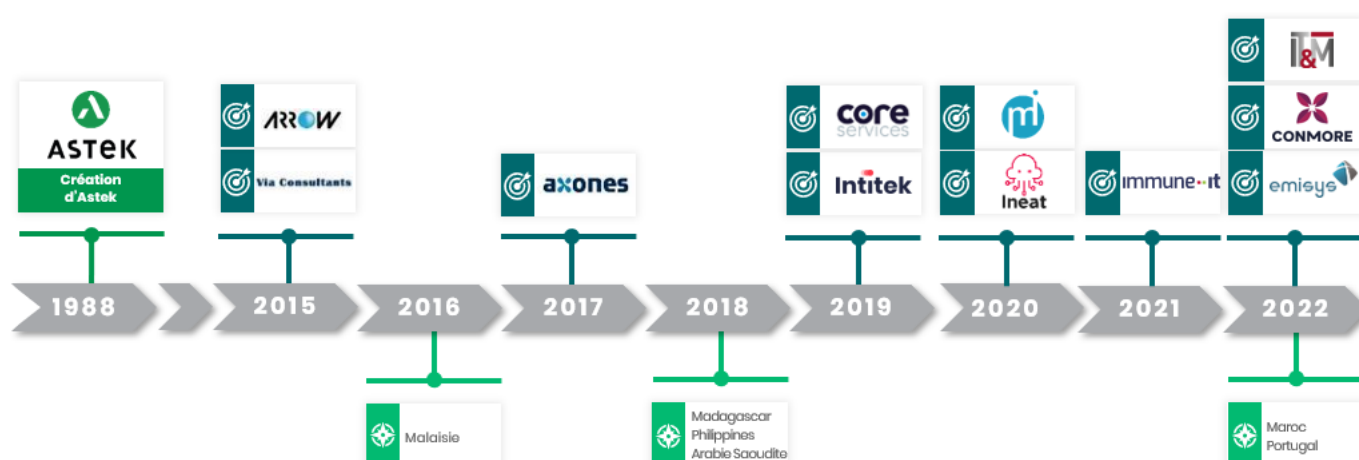 ASTEK
Création
d'Astek
ARROW
Via Consultants
axones
core
services
Intitek
mi
Ineat
immune-it
IT&M
CONMORE
emisys
1988
2015
2016
2017
2018
2019
2020
2021
2022
Malaisie
Madagascar
Philippines
Arabie Saoudite
Maroc
Portugal